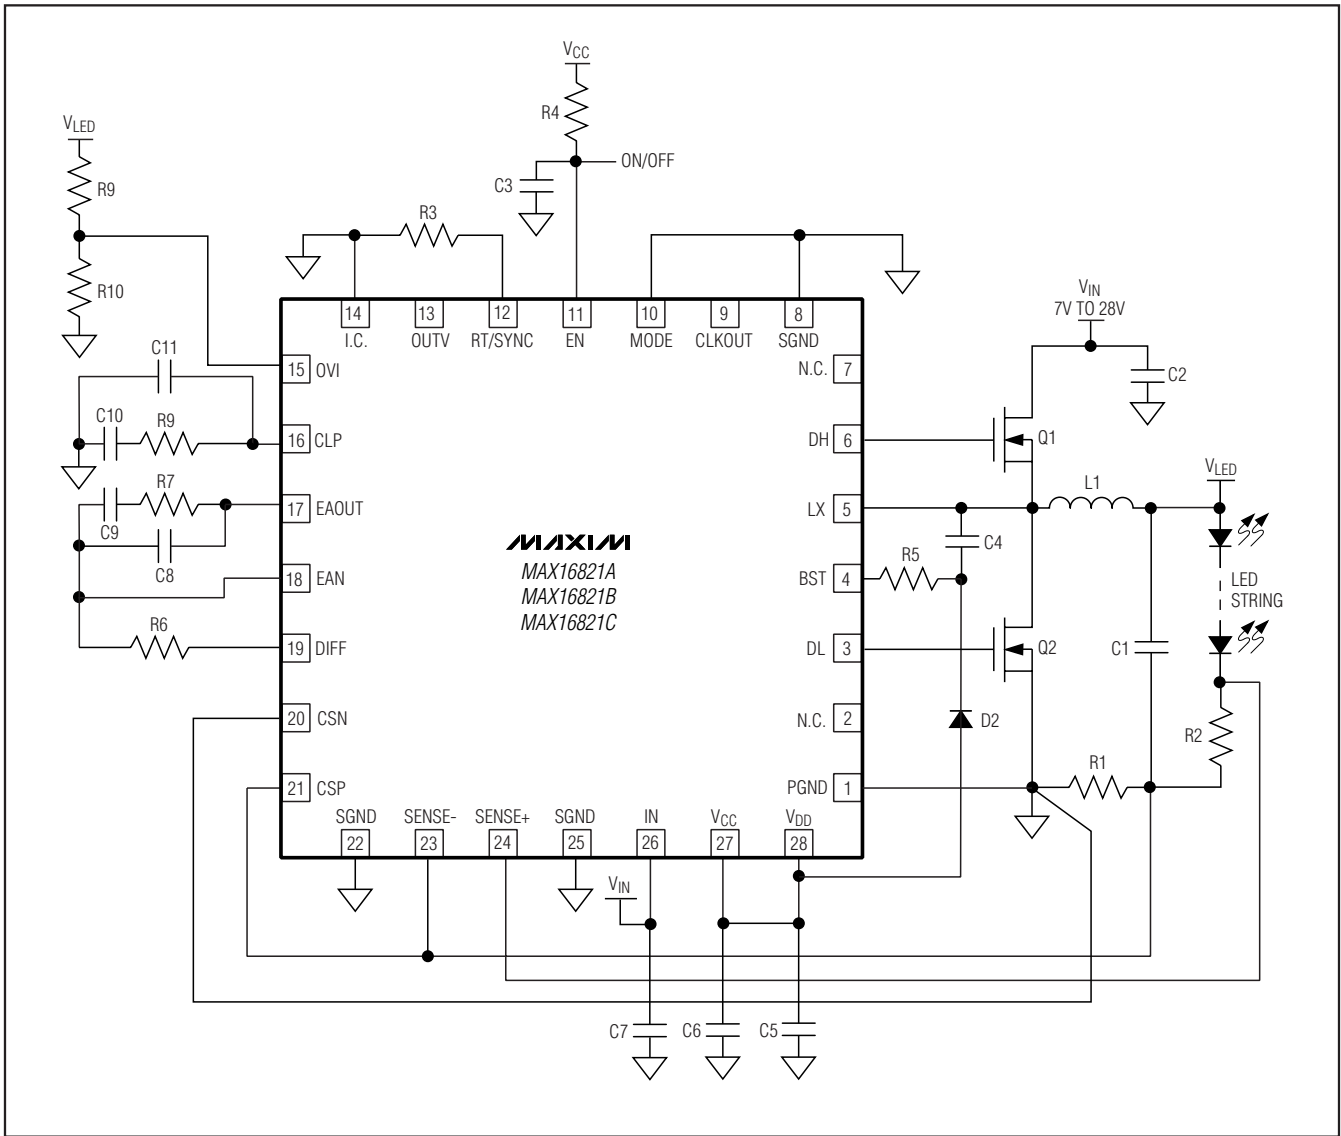 VCC
R4
ON/OFF
C3
VLED
R9
R10
R3
14
13
12
11
10
9
8
I.C.
OUTV
RT/SYNC
EN
MODE
CLKOUT
SGND
VIN
7V TO 28V
C2
C11
15 OVI
N.C. 7
C10
R9
16 CLP
DH 6
Q1
R7
C9
17 EAOUT
LX 5
L1
VLED
C8
C4
MAXIM
MAX16821A
MAX16821B
MAX16821C
18 EAN
BST 4
R5
LED
STRING
R6
19 DIFF
DL 3
Q2
C1
20 CSN
N.C. 2
D2
R2
21 CSP
PGND 1
R1
SGND
SENSE-
SENSE+
SGND
IN
VCC
VDD
22
23
24
25
26
27
28
VIN
C7
C6
C5